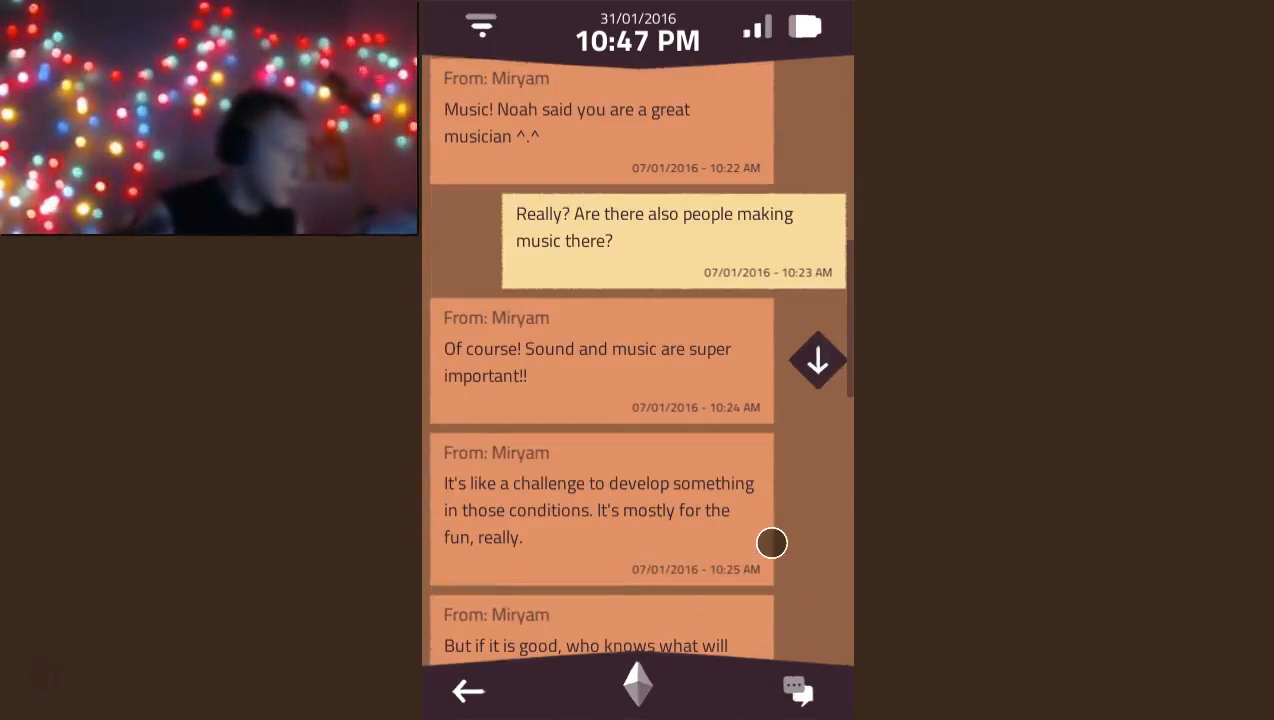 31/01/2016
10:47 PM
From: Miryam
Music! Noah said you are a great
musician ^.^
07/01/2016 - 10:22 AM
Really? Are there also people making
music there?
07/01/2016 - 10:23 AM
From: Miryam
Of course! Sound and music are super
important!!
07/01/2016 - 10:24 AM
From: Miryam
It's like a challenge to develop something
in those conditions. It's mostly for the
fun, really.
07/01/2016 - 10:25 AM
From: Miryam
But if it is good, who knows what will